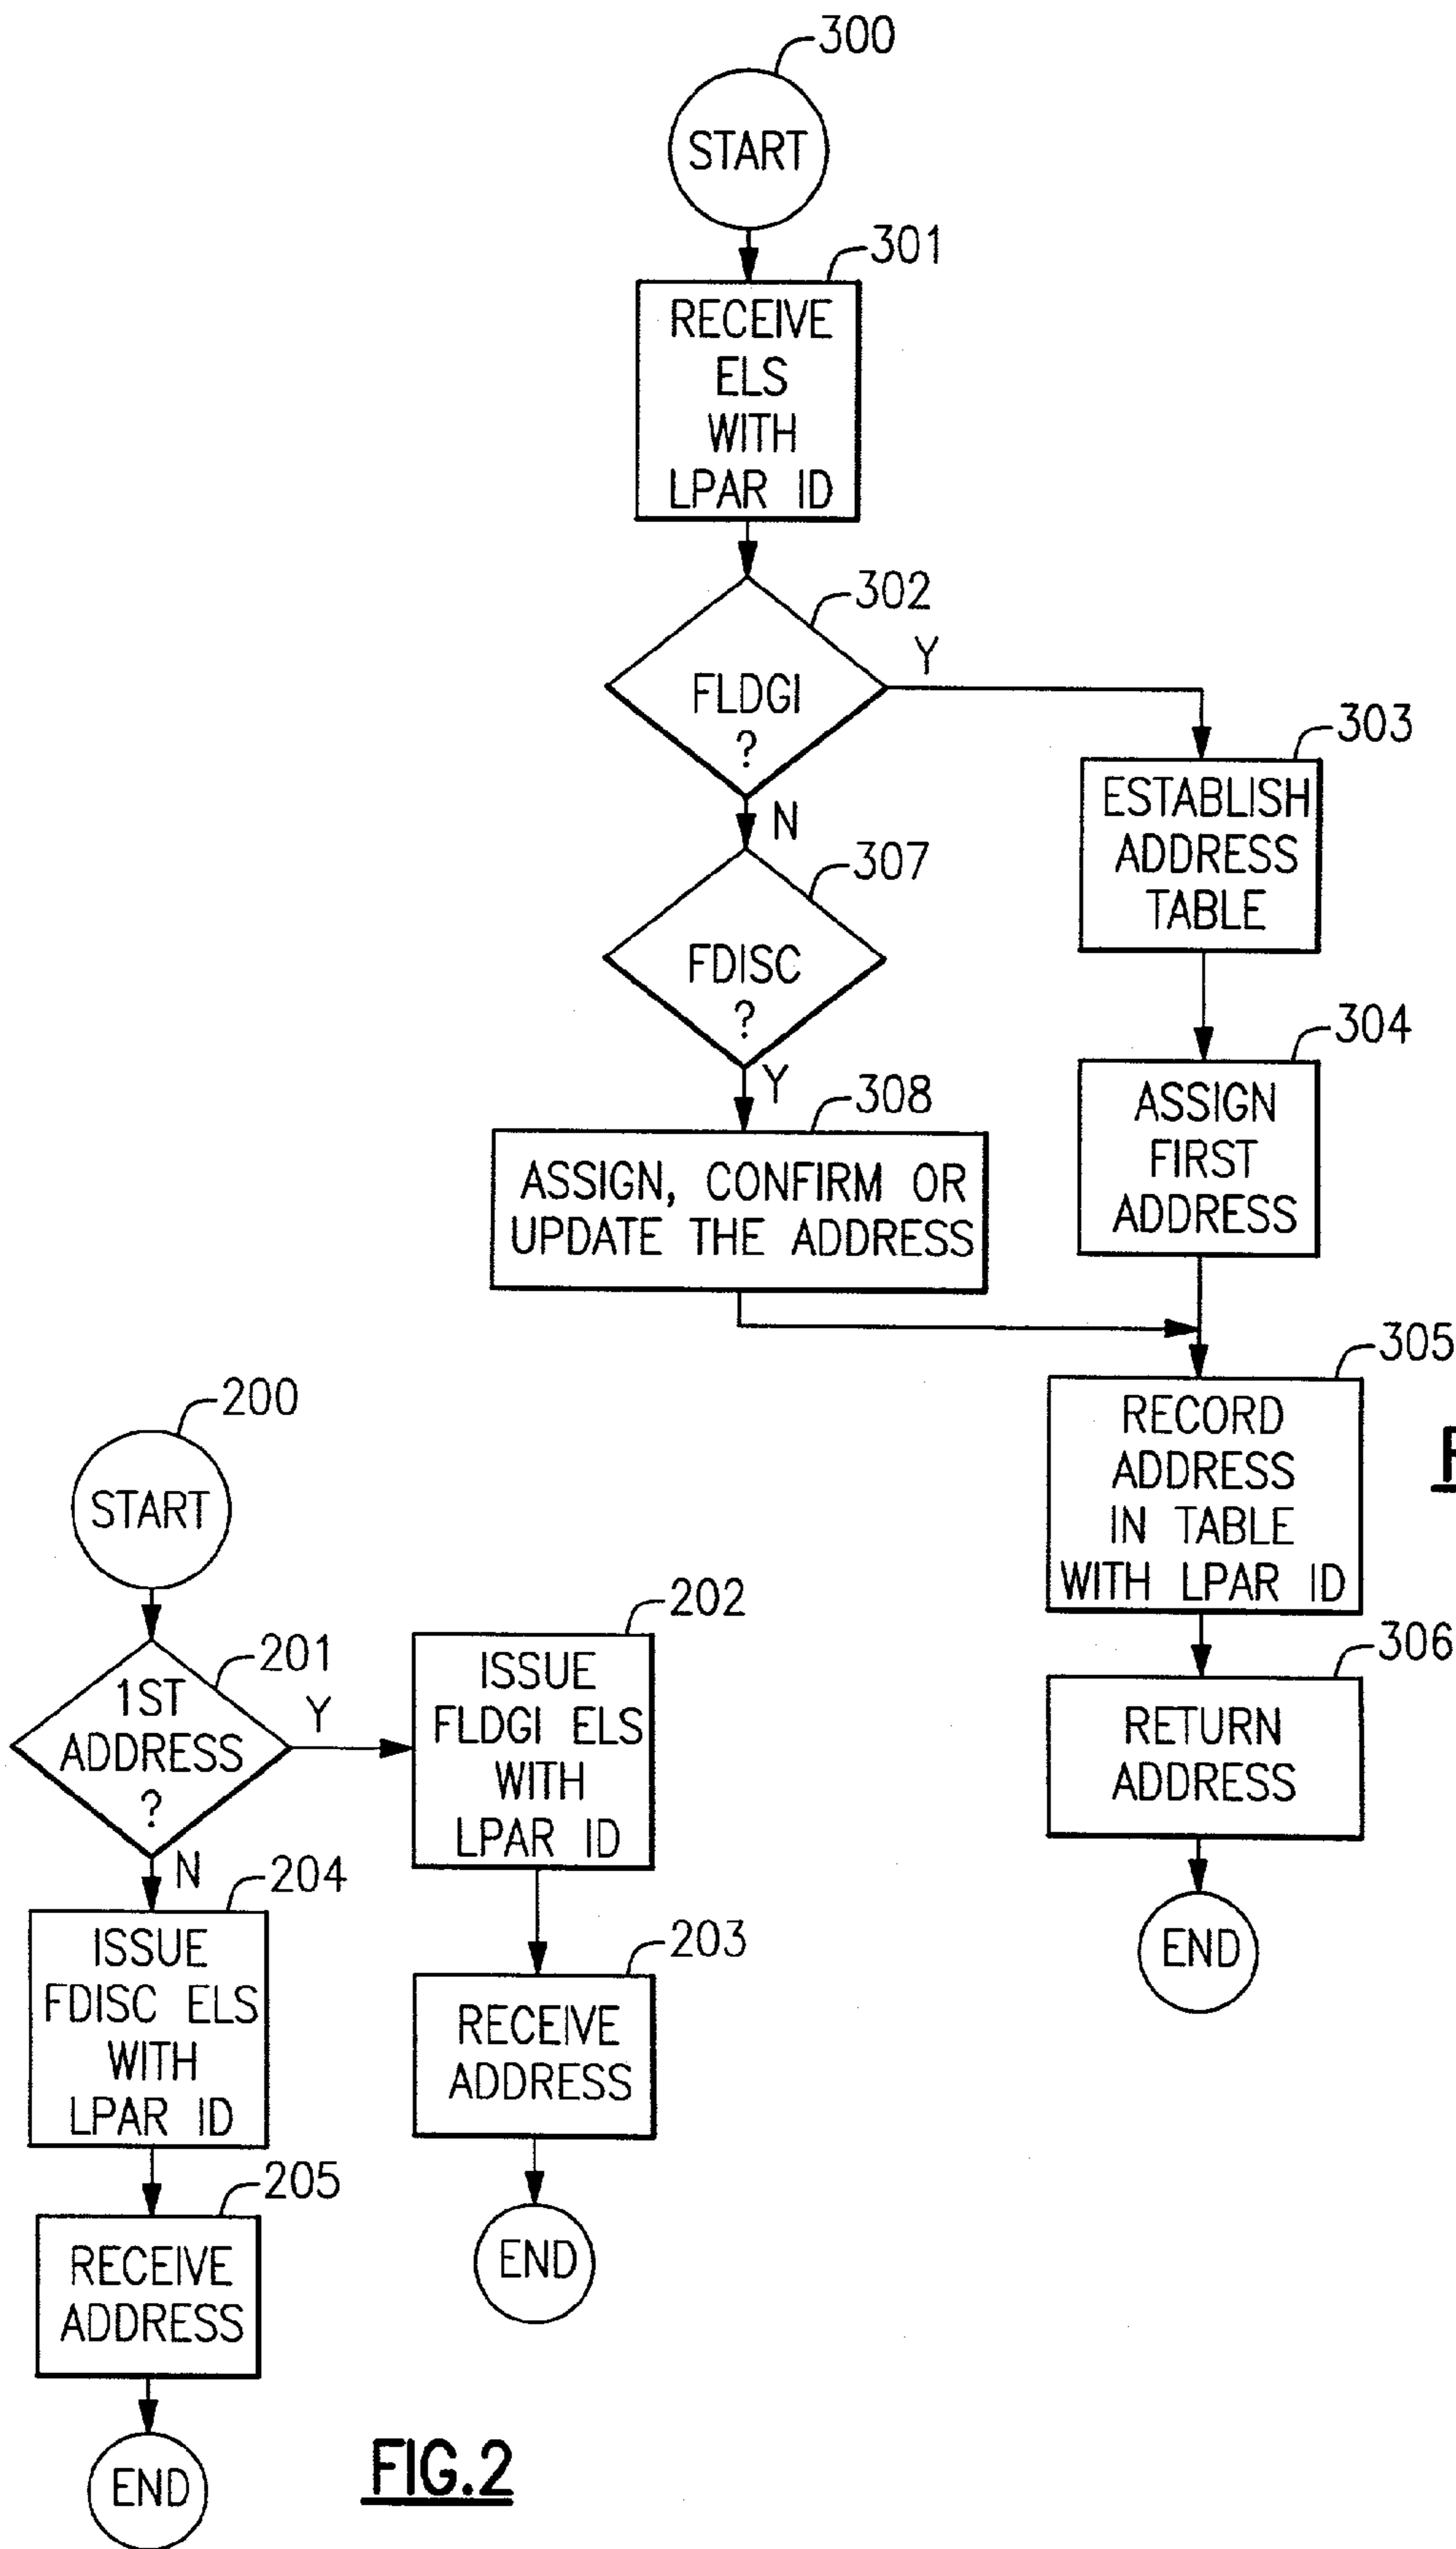 300
START
301
RECEIVE
ELS
WITH
LPAR ID
302
FLDGI
?
Y
N
303
ESTABLISH
ADDRESS
TABLE
307
FDISC
?
Y
304
ASSIGN
FIRST
ADDRESS
308
ASSIGN, CONFIRM OR
UPDATE THE ADDRESS
305
RECORD
ADDRESS
IN TABLE
WITH LPAR ID
306
RETURN
ADDRESS
END
200
START
201
1ST
ADDRESS
?
Y
N
202
ISSUE
FLDGI ELS
WITH
LPAR ID
203
RECEIVE
ADDRESS
END
204
ISSUE
FDISC ELS
WITH
LPAR ID
205
RECEIVE
ADDRESS
END
FIG.2